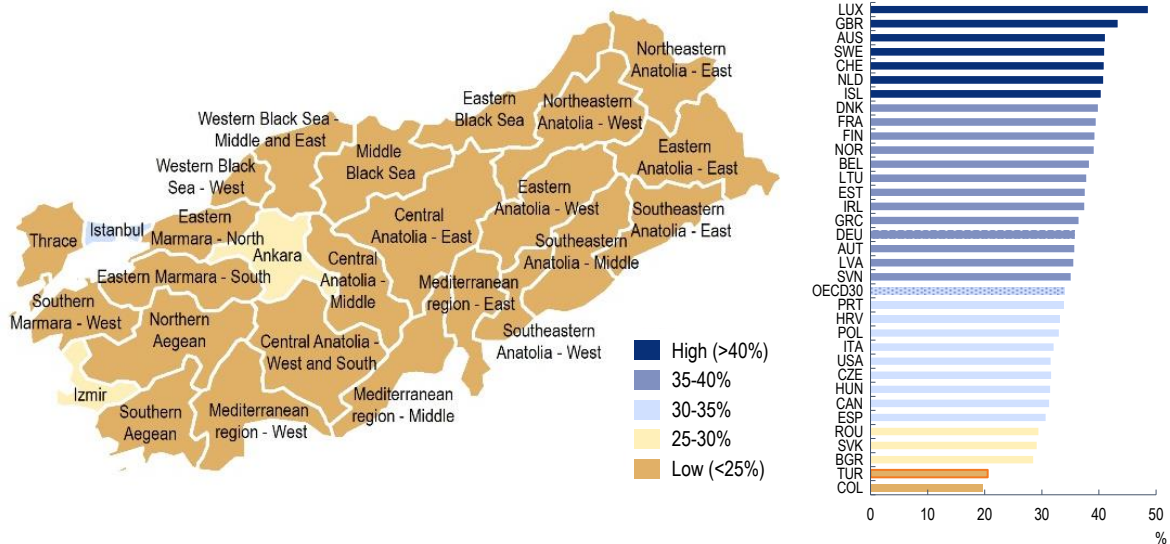 Northeastern
Anatolia - East
Eastern
Black Sea
Northeastern
Anatolia - West
Western Black Sea -
Middle and East
Middle
Black Sea
Eastern
Anatolia - East
Western Black
Sea - West
Eastern
Anatolia - West
Southeastern
Anatolia - East
Central
Anatolia - East
Istanbul
Eastern
Marmara - North
Thrace
Ankara
Southeastern
Anatolia - Middle
Central
Anatolia -
Middle
Eastern Marmara - South
Mediterranean
region - East
Southern
Marmara - West
Northern
Aegean
Central Anatolia -
West and South
Southeastern
Anatolia - West
Izmir
Southern
Aegean
Mediterranean
region - West
Mediterranean
region - Middle
High (>40%)
35-40%
30-35%
25-30%
Low (<25%)
LUX
GBR
AUS
SWE
CHE
NLD
ISL
DNK
FRA
FIN
NOR
BEL
LTU
EST
IRL
GRC
DEU
AUT
LVA
SVN
OECD30
PRT
HRV
POL
ITA
USA
CZE
HUN
CAN
ESP
ROU
SVK
BGR
TUR
COL
0 10 20 30 40 50
%